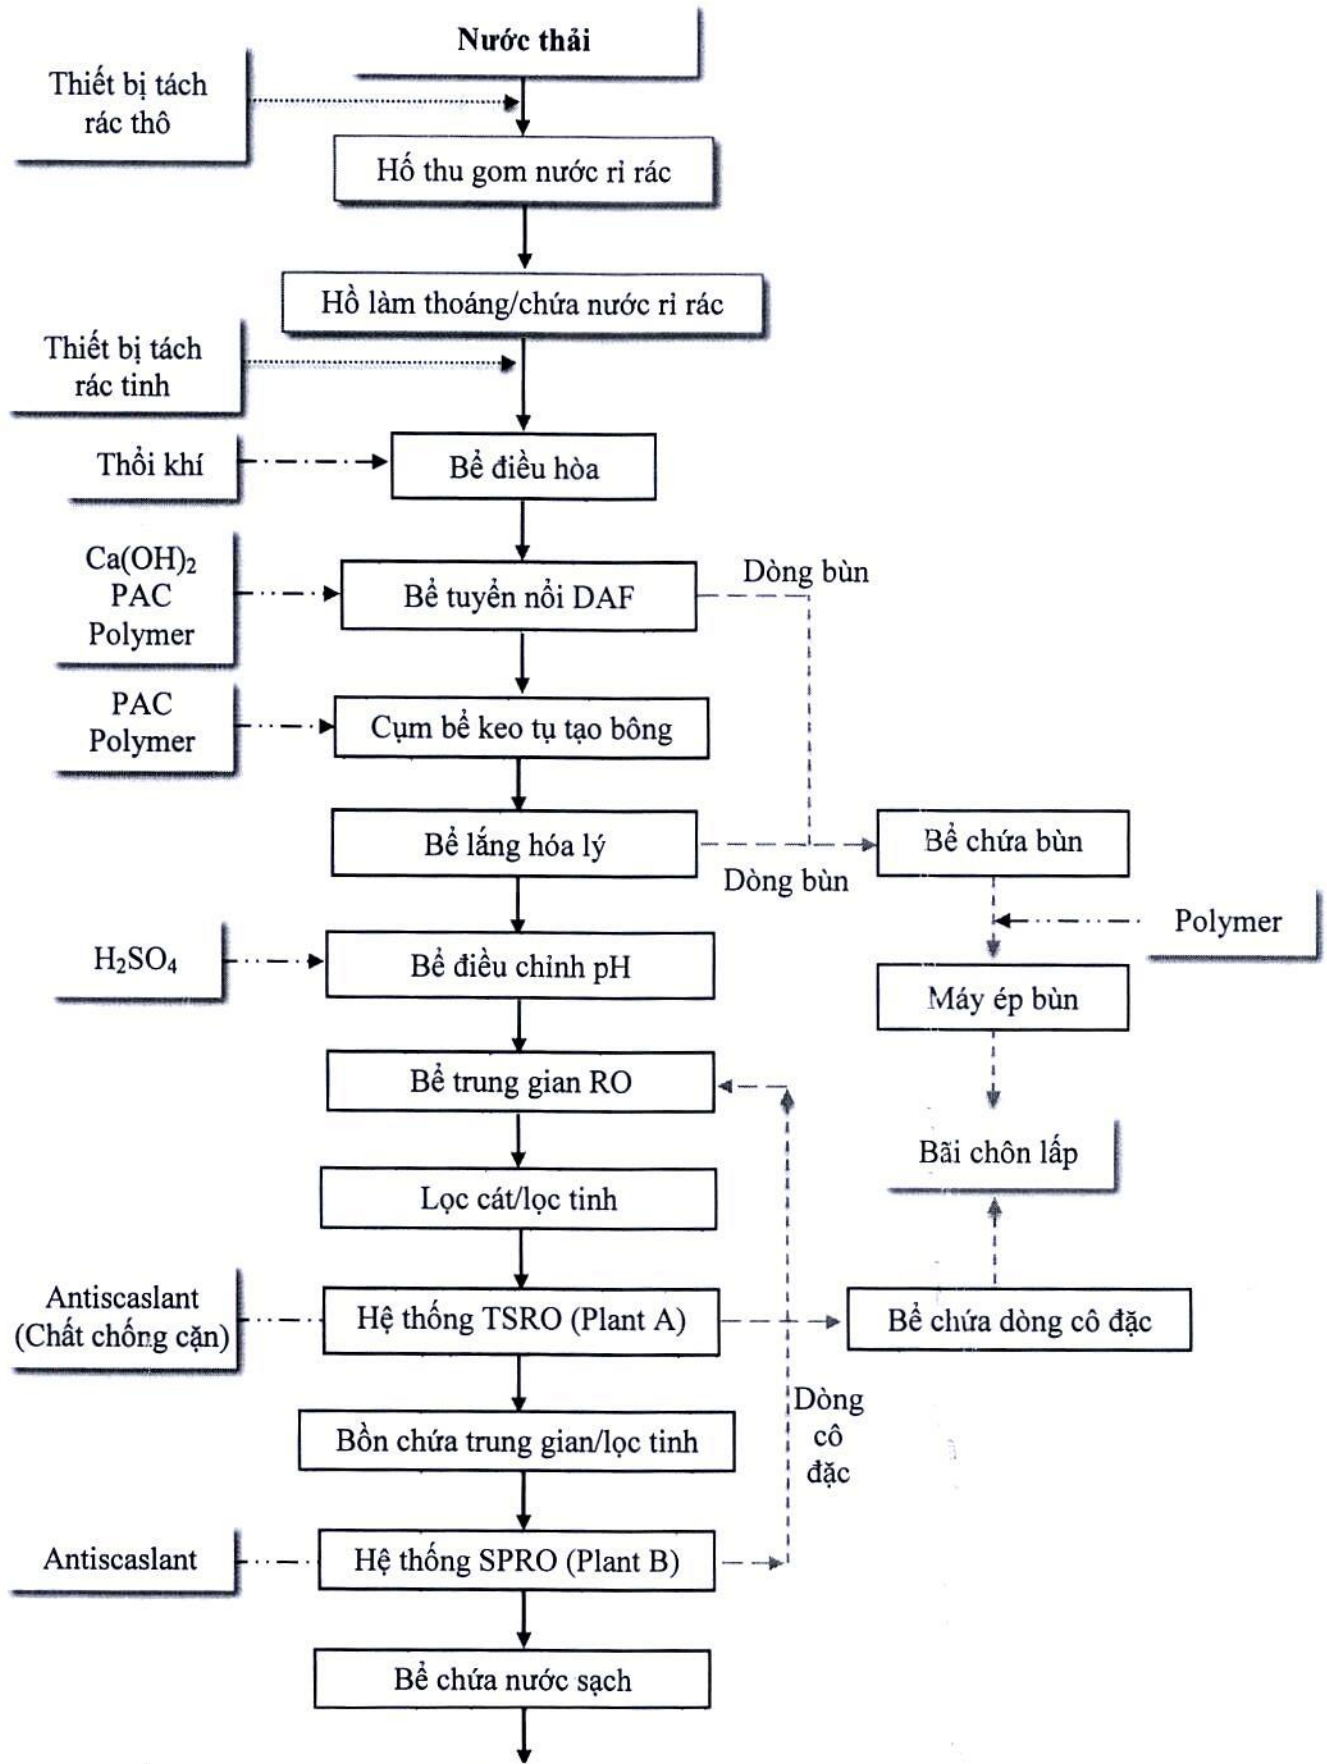 Nước thải
Thiết bị tách
rác thô
Hố thu gom nước rỉ rác
Hồ làm thoáng/chứa nước rỉ rác
Thiết bị tách
rác tinh
Thổi khí
Bể điều hòa
Ca(OH)₂
PAC
Polymer
Bể tuyển nổi DAF
Dòng bùn
PAC
Polymer
Cụm bể keo tụ tạo bông
Bể lắng hóa lý
Dòng bùn
Bể chứa bùn
Polymer
H₂SO₄
Bể điều chỉnh pH
Máy ép bùn
Bể trung gian RO
Bãi chôn lấp
Lọc cát/lọc tinh
Antiscaslant
(Chất chống cặn)
Hệ thống TSRO (Plant A)
Bể chứa dòng cô đặc
Dòng
cô
đặc
Bồn chứa trung gian/lọc tinh
Antiscaslant
Hệ thống SPRO (Plant B)
Bể chứa nước sạch